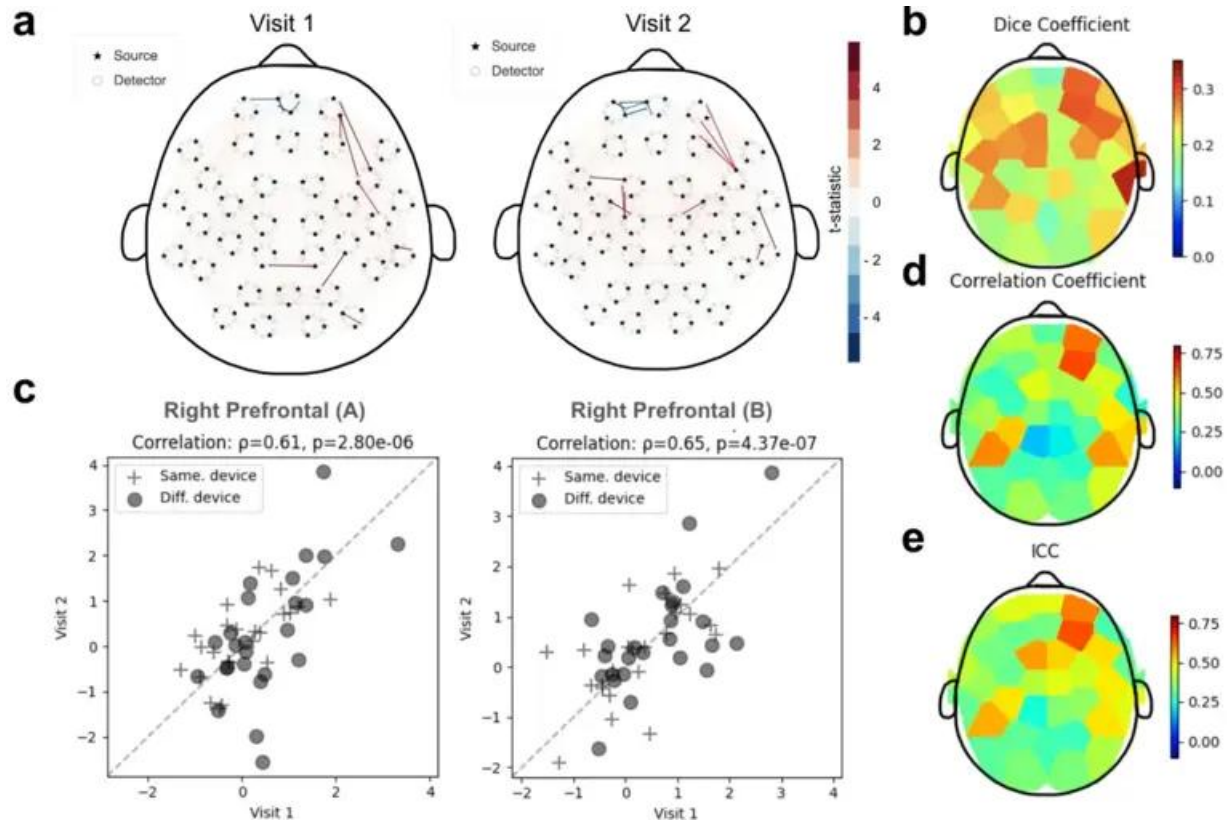 a
Visit 1
Source
Detector
Visit 2
Source
Detector
4
2
0
- 2
- 4
t-statistic
b
Dice Coefficient
0.3
0.2
0.1
0.0
c
Right Prefrontal (A)
Correlation: ρ=0.61, p=2.80e-06
Same. device
Diff. device
4
3
2
1
0
−1
−2
Visit 2
−2 0 2 4
Visit 1
Right Prefrontal (B)
Correlation: ρ=0.65, p=4.37e-07
Same. device
Diff. device
4
3
2
1
0
−1
−2
Visit 2
−2 −1 0 1 2 3 4
Visit 1
d
Correlation Coefficient
0.75
0.50
0.25
0.00
e
ICC
0.75
0.50
0.25
0.00